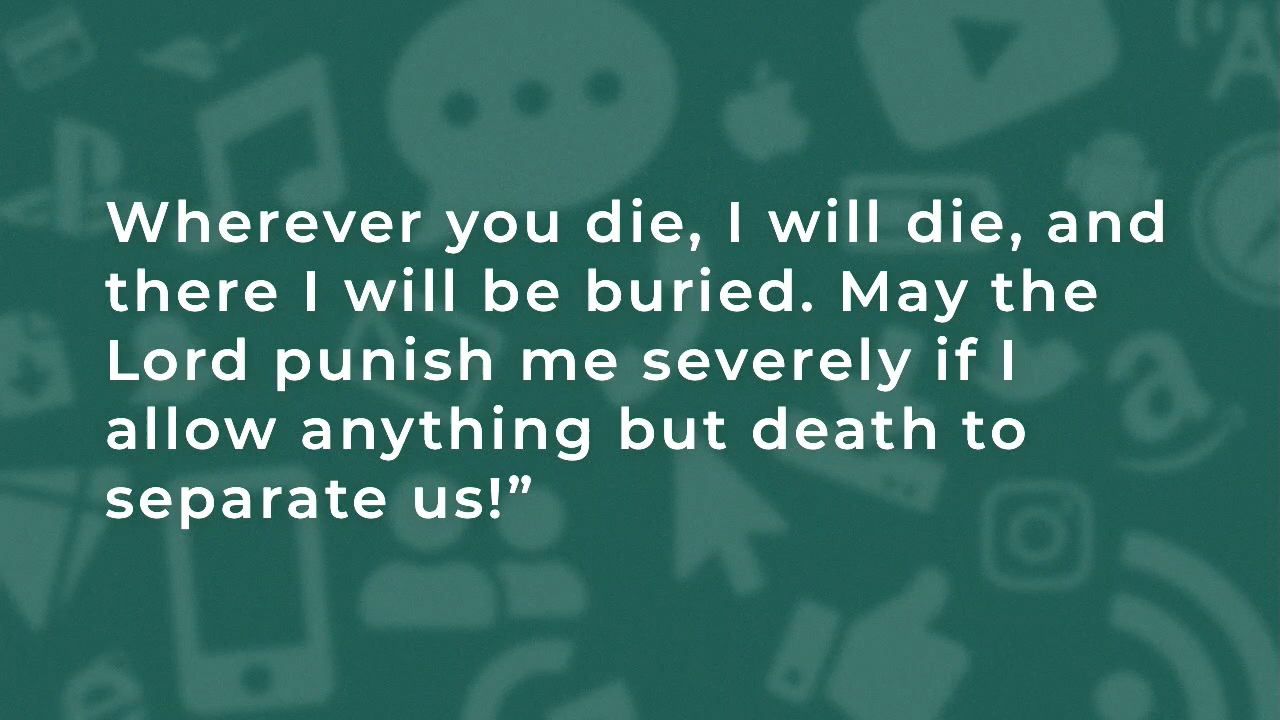 Wherever you die, I will die, and
there I will be buried. May the
Lord punish me severely if I
allow anything but death to
separate us!”